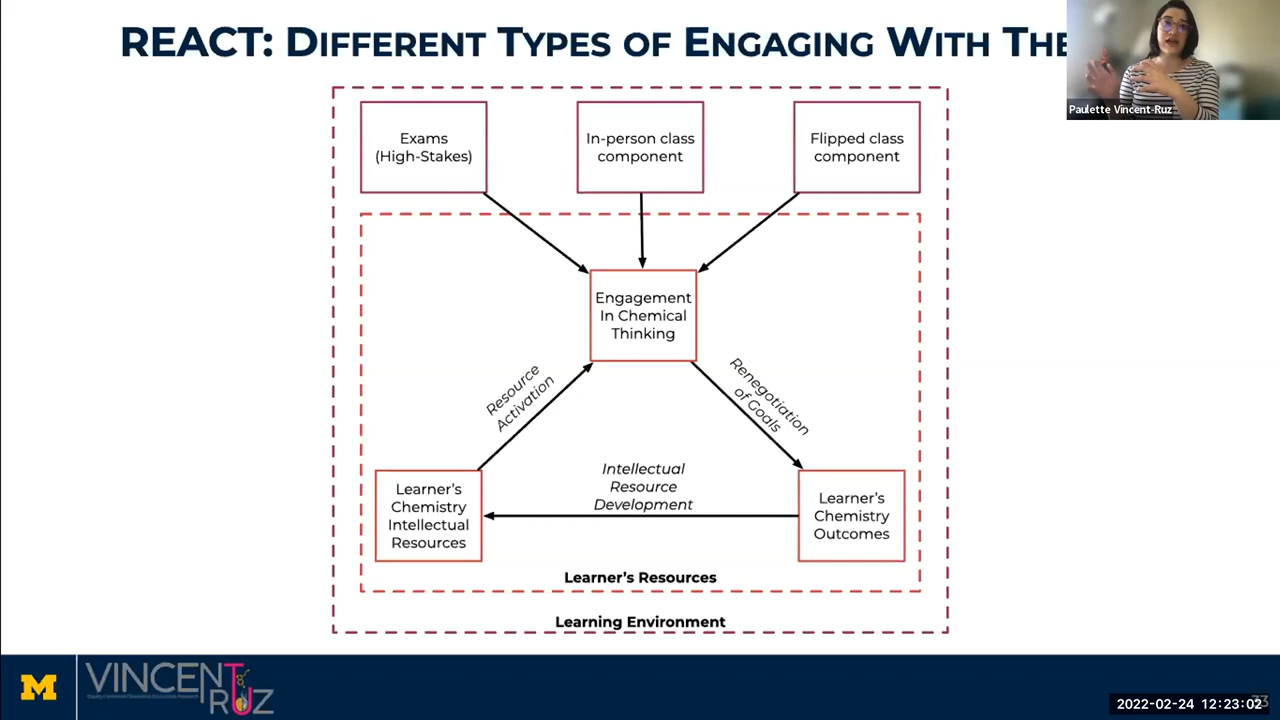 REACT: DIFFERENT TYPES OF ENGAGING WITH THE
Paulette Vincent-Ruz
Exams
(High-Stakes)
In-person class
component
Flipped class
component
Engagement
In Chemical
Thinking
Resource
Activation
Renegotiation
of Goals
Intellectual
Resource
Development
Learner's
Chemistry
Intellectual
Resources
Learner's
Chemistry
Outcomes
Learner's Resources
Learning Environment
M
VINCENT
RUZ
33
2022-02-24 12:23:02